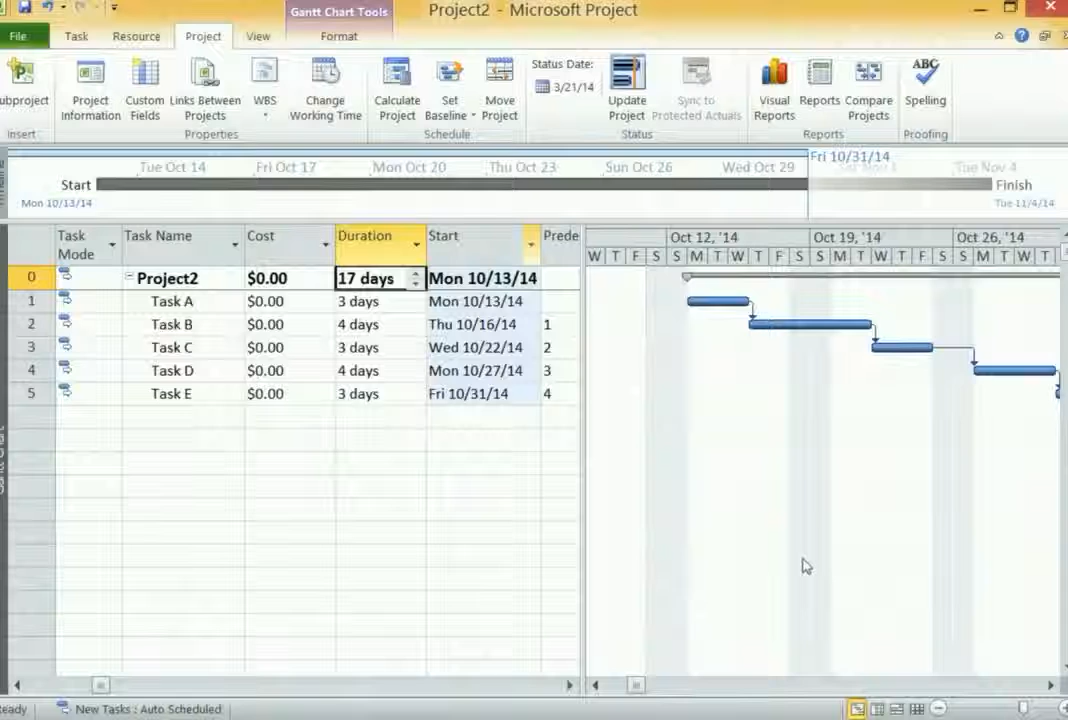 Gantt Chart Tools
Project2 - Microsoft Project
File Task Resource Project View Format
ubproject
Project Information
Custom Fields
Links Between Projects
WBS
Change Working Time
Calculate Project
Set Baseline
Move Project
Status Date:
3/21/14
Update Project
Sync to Protected Actuals
Visual Reports
Reports
Compare Projects
ABC
Spelling
Insert Properties Schedule Status Reports Proofing
Fri 10/31/14
Tue Oct 14 Fri Oct 17 Mon Oct 20 Thu Oct 23 Sun Oct 26 Wed Oct 29 Sat Nov 1 Tue Nov 4
Start Finish
Mon 10/13/14 Tue 11/4/14
Task Mode Task Name Cost Duration Start Prede
Oct 12, '14 Oct 19, '14 Oct 26, '14
W T F S S M T W T F S S M T W T F S S M T W T
0 Project2 $0.00 17 days Mon 10/13/14
1 Task A $0.00 3 days Mon 10/13/14
2 Task B $0.00 4 days Thu 10/16/14 1
3 Task C $0.00 3 days Wed 10/22/14 2
4 Task D $0.00 4 days Mon 10/27/14 3
5 Task E $0.00 3 days Fri 10/31/14 4
eady New Tasks : Auto Scheduled